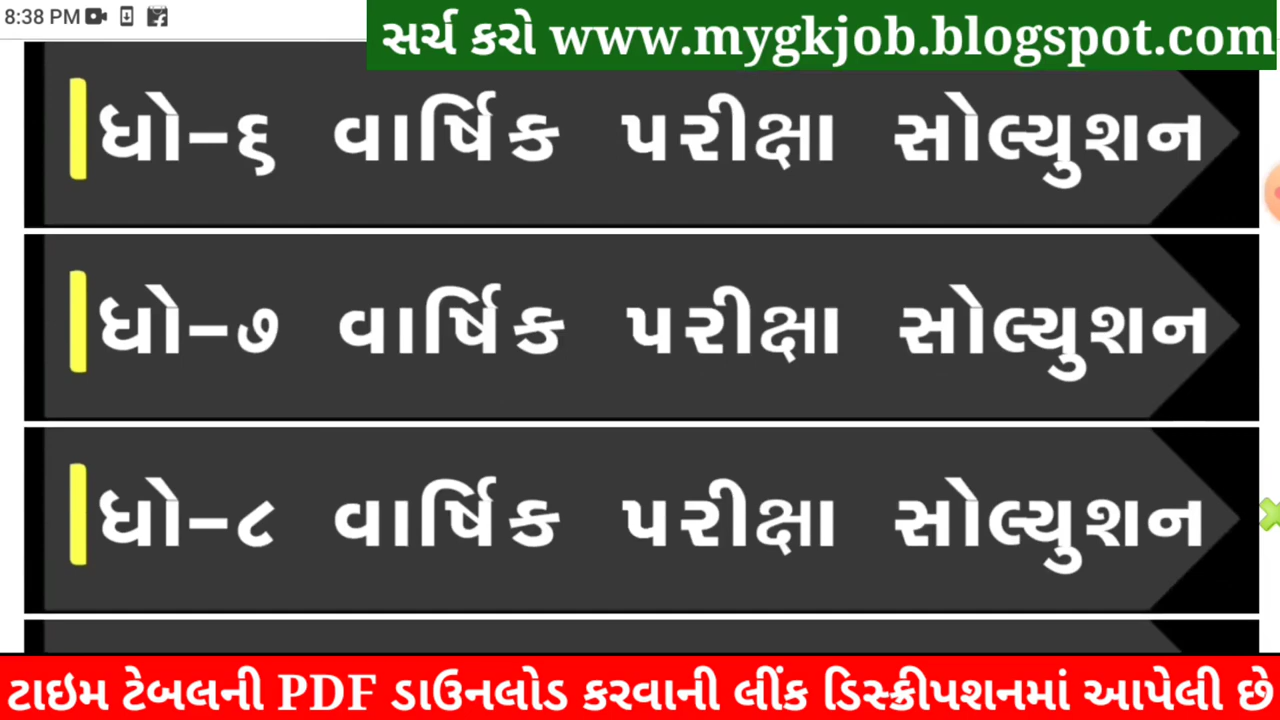 8:38 PM
સર્ચ કરો www.mygkjob.blogspot.com
ધો-૬ વાર્ષિક પરીક્ષા સોલ્યુશન
ધો-૭ વાર્ષિક પરીક્ષા સોલ્યુશન
ધો-૮ વાર્ષિક પરીક્ષા સોલ્યુશન
ટાઇમ ટેબલની PDF ડાઉનલોડ કરવાની લીંક ડિસ્ક્રીપશનમાં આપેલી છે